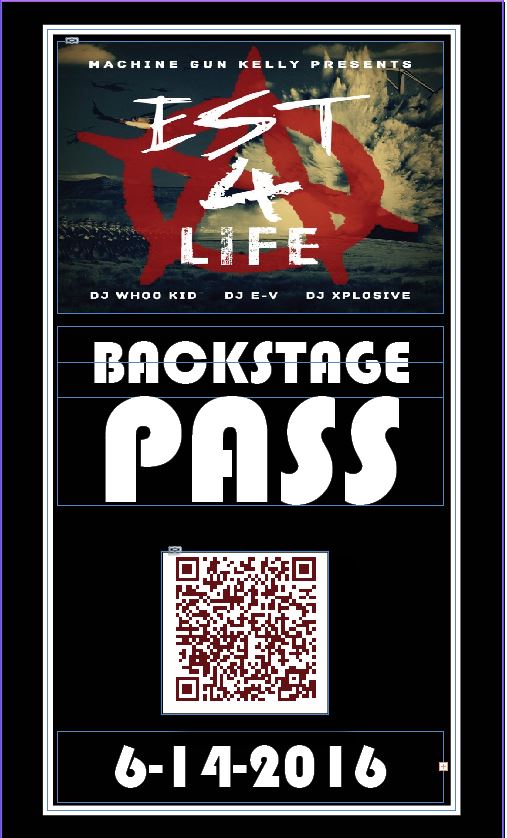 MACHINE GUN KELLY PRESENTS
EST
4
LIFE
DJ WHOO KID DJ E-V DJ XPLOSIVE
BACKSTAGE
PASS
6-14-2016